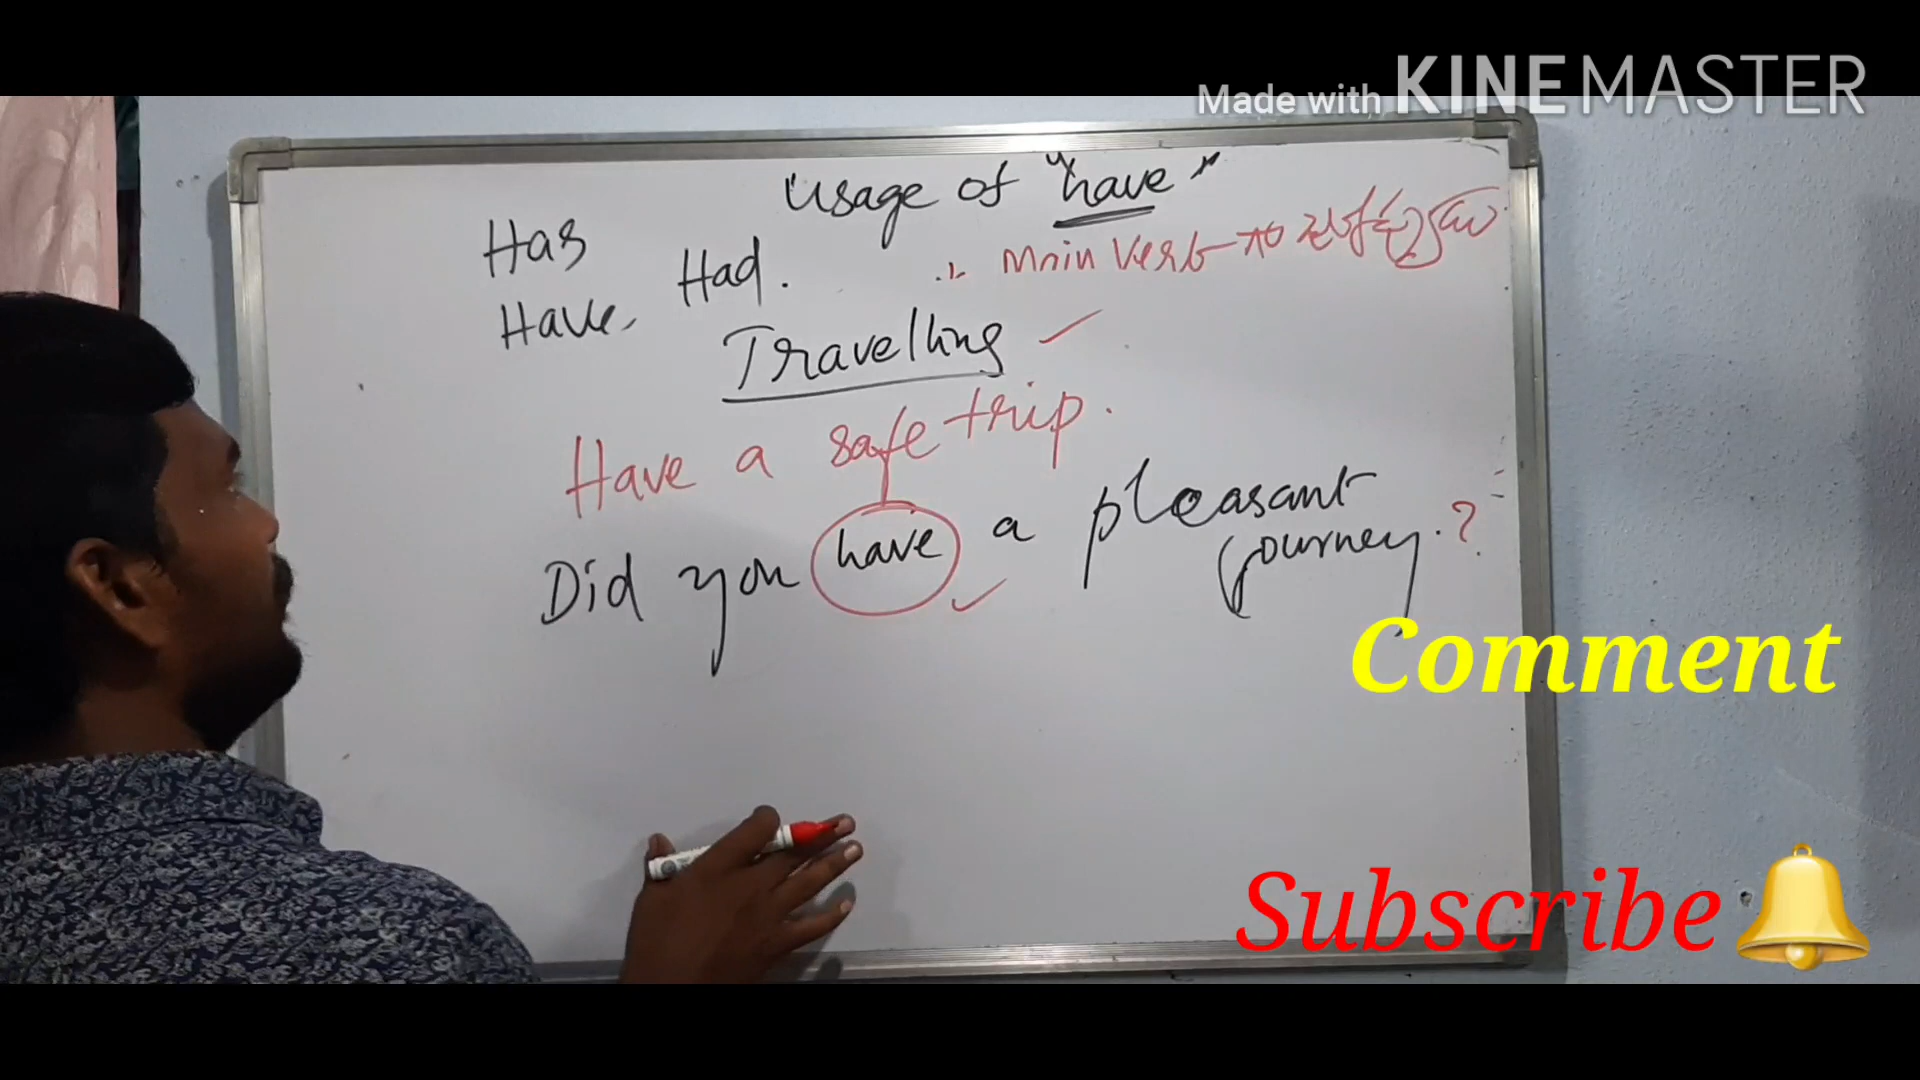 Made with KINEMASTER
"Usage of "have"
Has
Had.
Have,
Main Verb
Travelling
Have a safe trip.
Did you have a pleasant
journey.?
Comment
Subscribe